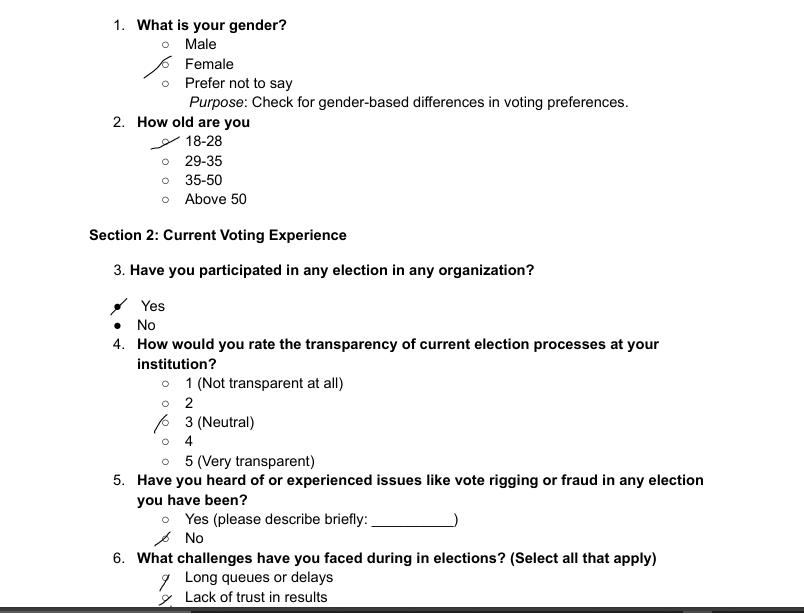 1. What is your gender?
○ Male
○ Female
○ Prefer not to say
Purpose: Check for gender-based differences in voting preferences.
2. How old are you
○ 18-28
○ 29-35
○ 35-50
○ Above 50
Section 2: Current Voting Experience
3. Have you participated in any election in any organization?
● Yes
● No
4. How would you rate the transparency of current election processes at your
institution?
○ 1 (Not transparent at all)
○ 2
○ 3 (Neutral)
○ 4
○ 5 (Very transparent)
5. Have you heard of or experienced issues like vote rigging or fraud in any election
you have been?
○ Yes (please describe briefly: __________)
○ No
6. What challenges have you faced during in elections? (Select all that apply)
○ Long queues or delays
○ Lack of trust in results